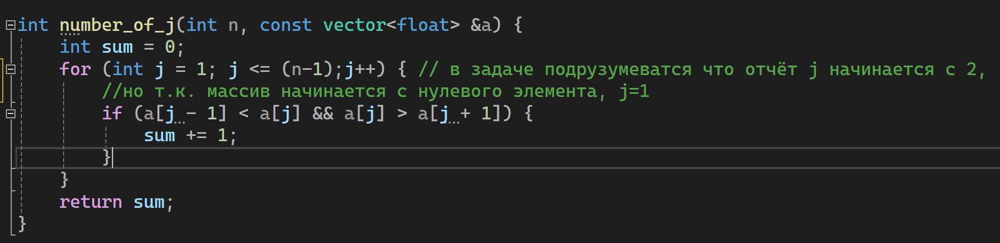 int number_of_j(int n, const vector<float> &a) {
int sum = 0;
for (int j = 1; j <= (n-1);j++) { // в задаче подрузумеватся что отчёт j начинается с 2,
//но т.к. массив начинается с нулевого элемента, j=1
if (a[j - 1] < a[j] && a[j] > a[j + 1]) {
sum += 1;
}
}
return sum;
}